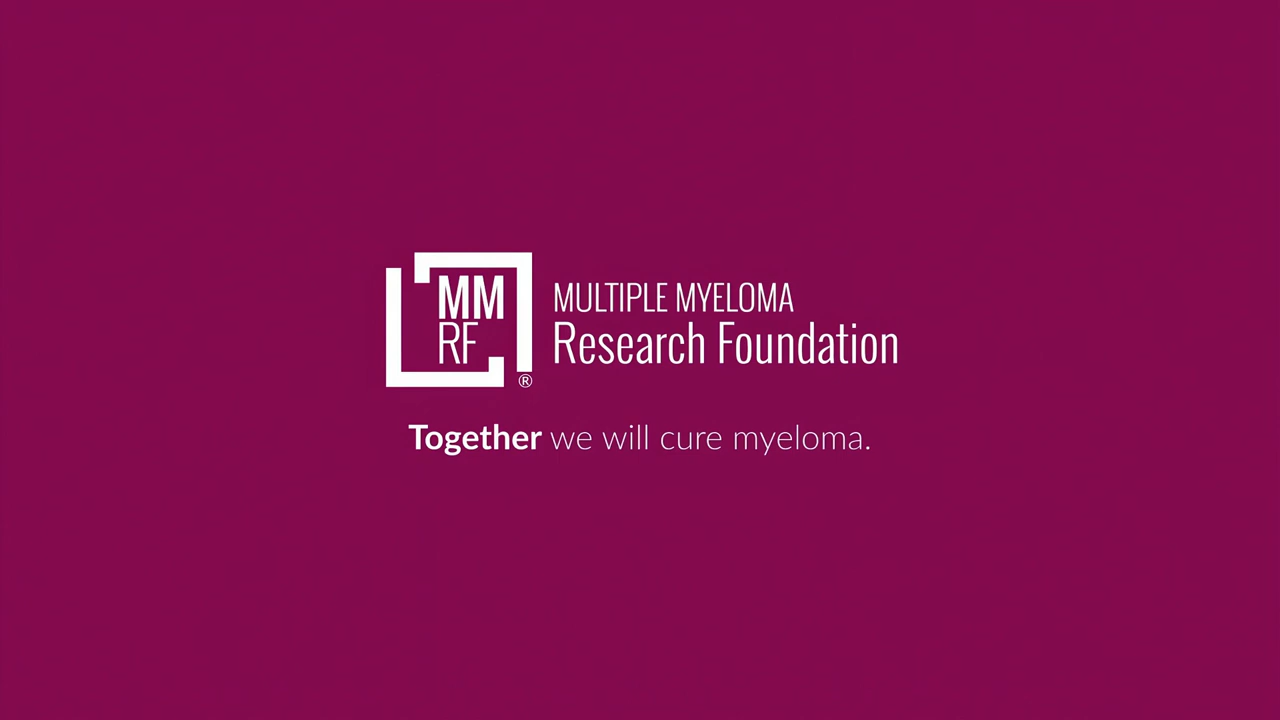 MM
RF
®
MULTIPLE MYELOMA
Research Foundation
Together we will cure myeloma.